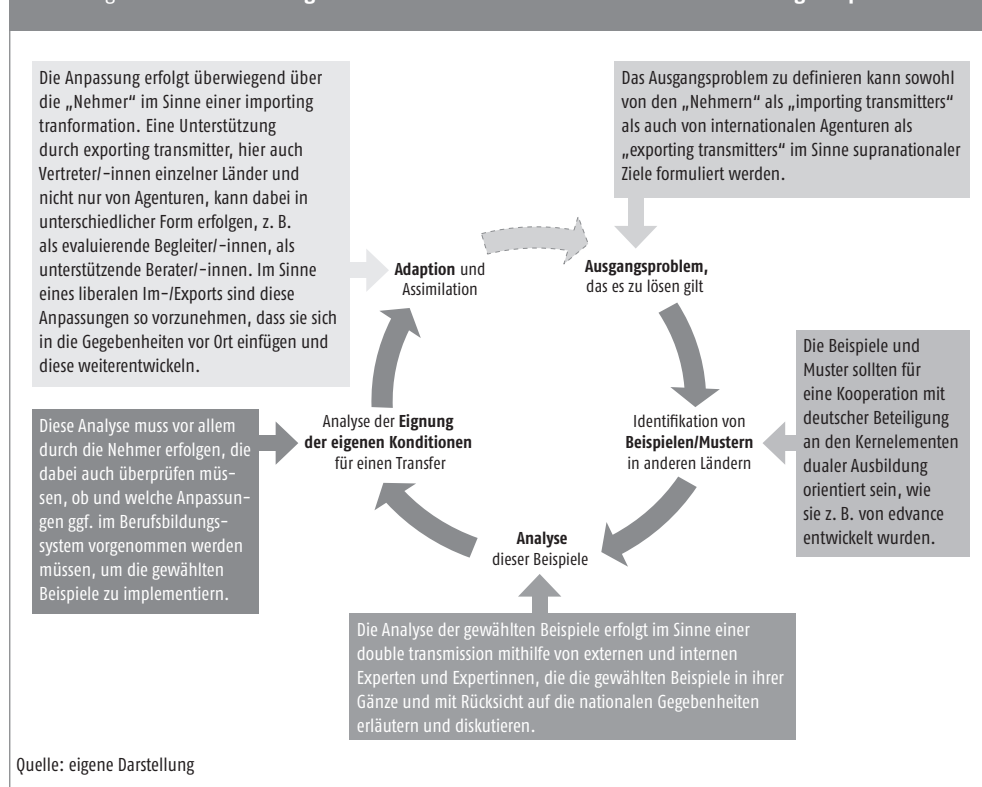 Die Anpassung erfolgt überwiegend über
die „Nehmer“ im Sinne einer importing
tranformation. Eine Unterstützung
durch exporting transmitter, hier auch
Vertreter/-innen einzelner Länder und
nicht nur von Agenturen, kann dabei in
unterschiedlicher Form erfolgen, z. B.
als evaluierende Begleiter/-innen, als
unterstützende Berater/-innen. Im Sinne
eines liberalen Im-/Exports sind diese
Anpassungen so vorzunehmen, dass sie sich
in die Gegebenheiten vor Ort einfügen und
diese weiterentwickeln.
Das Ausgangsproblem zu definieren kann sowohl
von den „Nehmern“ als „importing transmitters“
als auch von internationalen Agenturen als
„exporting transmitters“ im Sinne supranationaler
Ziele formuliert werden.
Adaption und
Assimilation
Ausgangsproblem,
das es zu lösen gilt
Die Beispiele und
Muster sollten für
eine Kooperation mit
deutscher Beteiligung
an den Kernelementen
dualer Ausbildung
orientiert sein, wie
sie z. B. von edvance
entwickelt wurden.
Identifikation von
Beispielen/Mustern
in anderen Ländern
Analyse der Eignung
der eigenen Konditionen
für einen Transfer
Diese Analyse muss vor allem
durch die Nehmer erfolgen, die
dabei auch überprüfen müs-
sen, ob und welche Anpassun-
gen ggf. im Berufsbildungs-
system vorgenommen werden
müssen, um die gewählten
Beispiele zu implementiern.
Analyse
dieser Beispiele
Die Analyse der gewählten Beispiele erfolgt im Sinne einer
double transmission mithilfe von externen und internen
Experten und Expertinnen, die die gewählten Beispiele in ihrer
Gänze und mit Rücksicht auf die nationalen Gegebenheiten
erläutern und diskutieren.
Quelle: eigene Darstellung